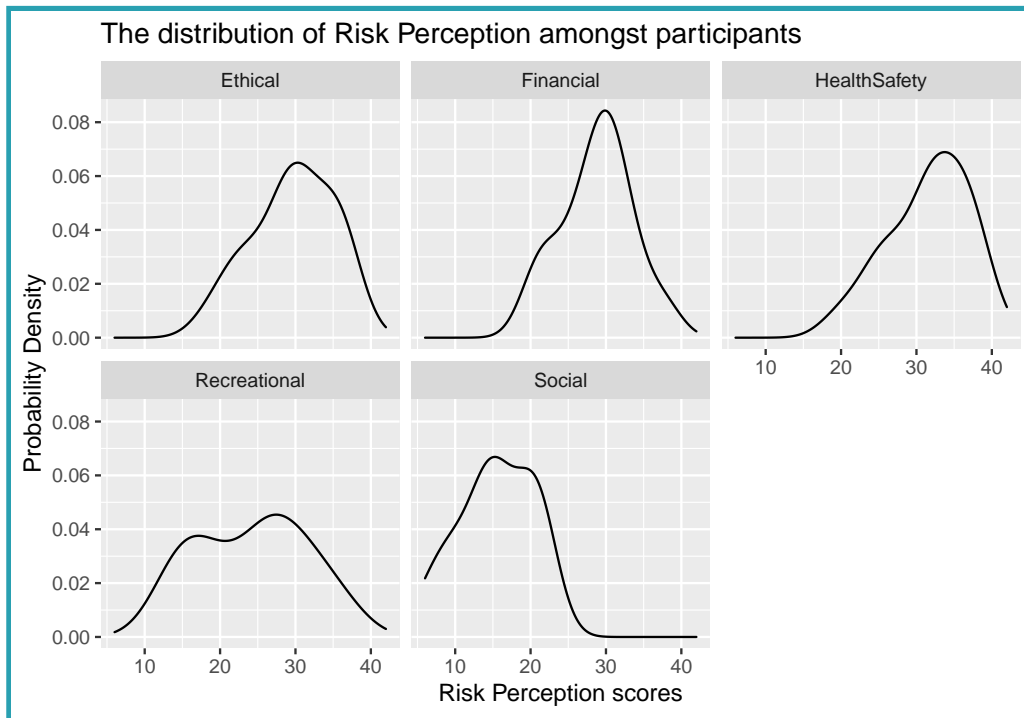 The distribution of Risk Perception amongst participants
Ethical
Financial
HealthSafety
0.08
0.06
0.04
0.02
0.00
10
20
30
40
Recreational
Social
0.08
0.06
0.04
0.02
0.00
10
20
30
40
10
20
30
40
Probability Density
Risk Perception scores